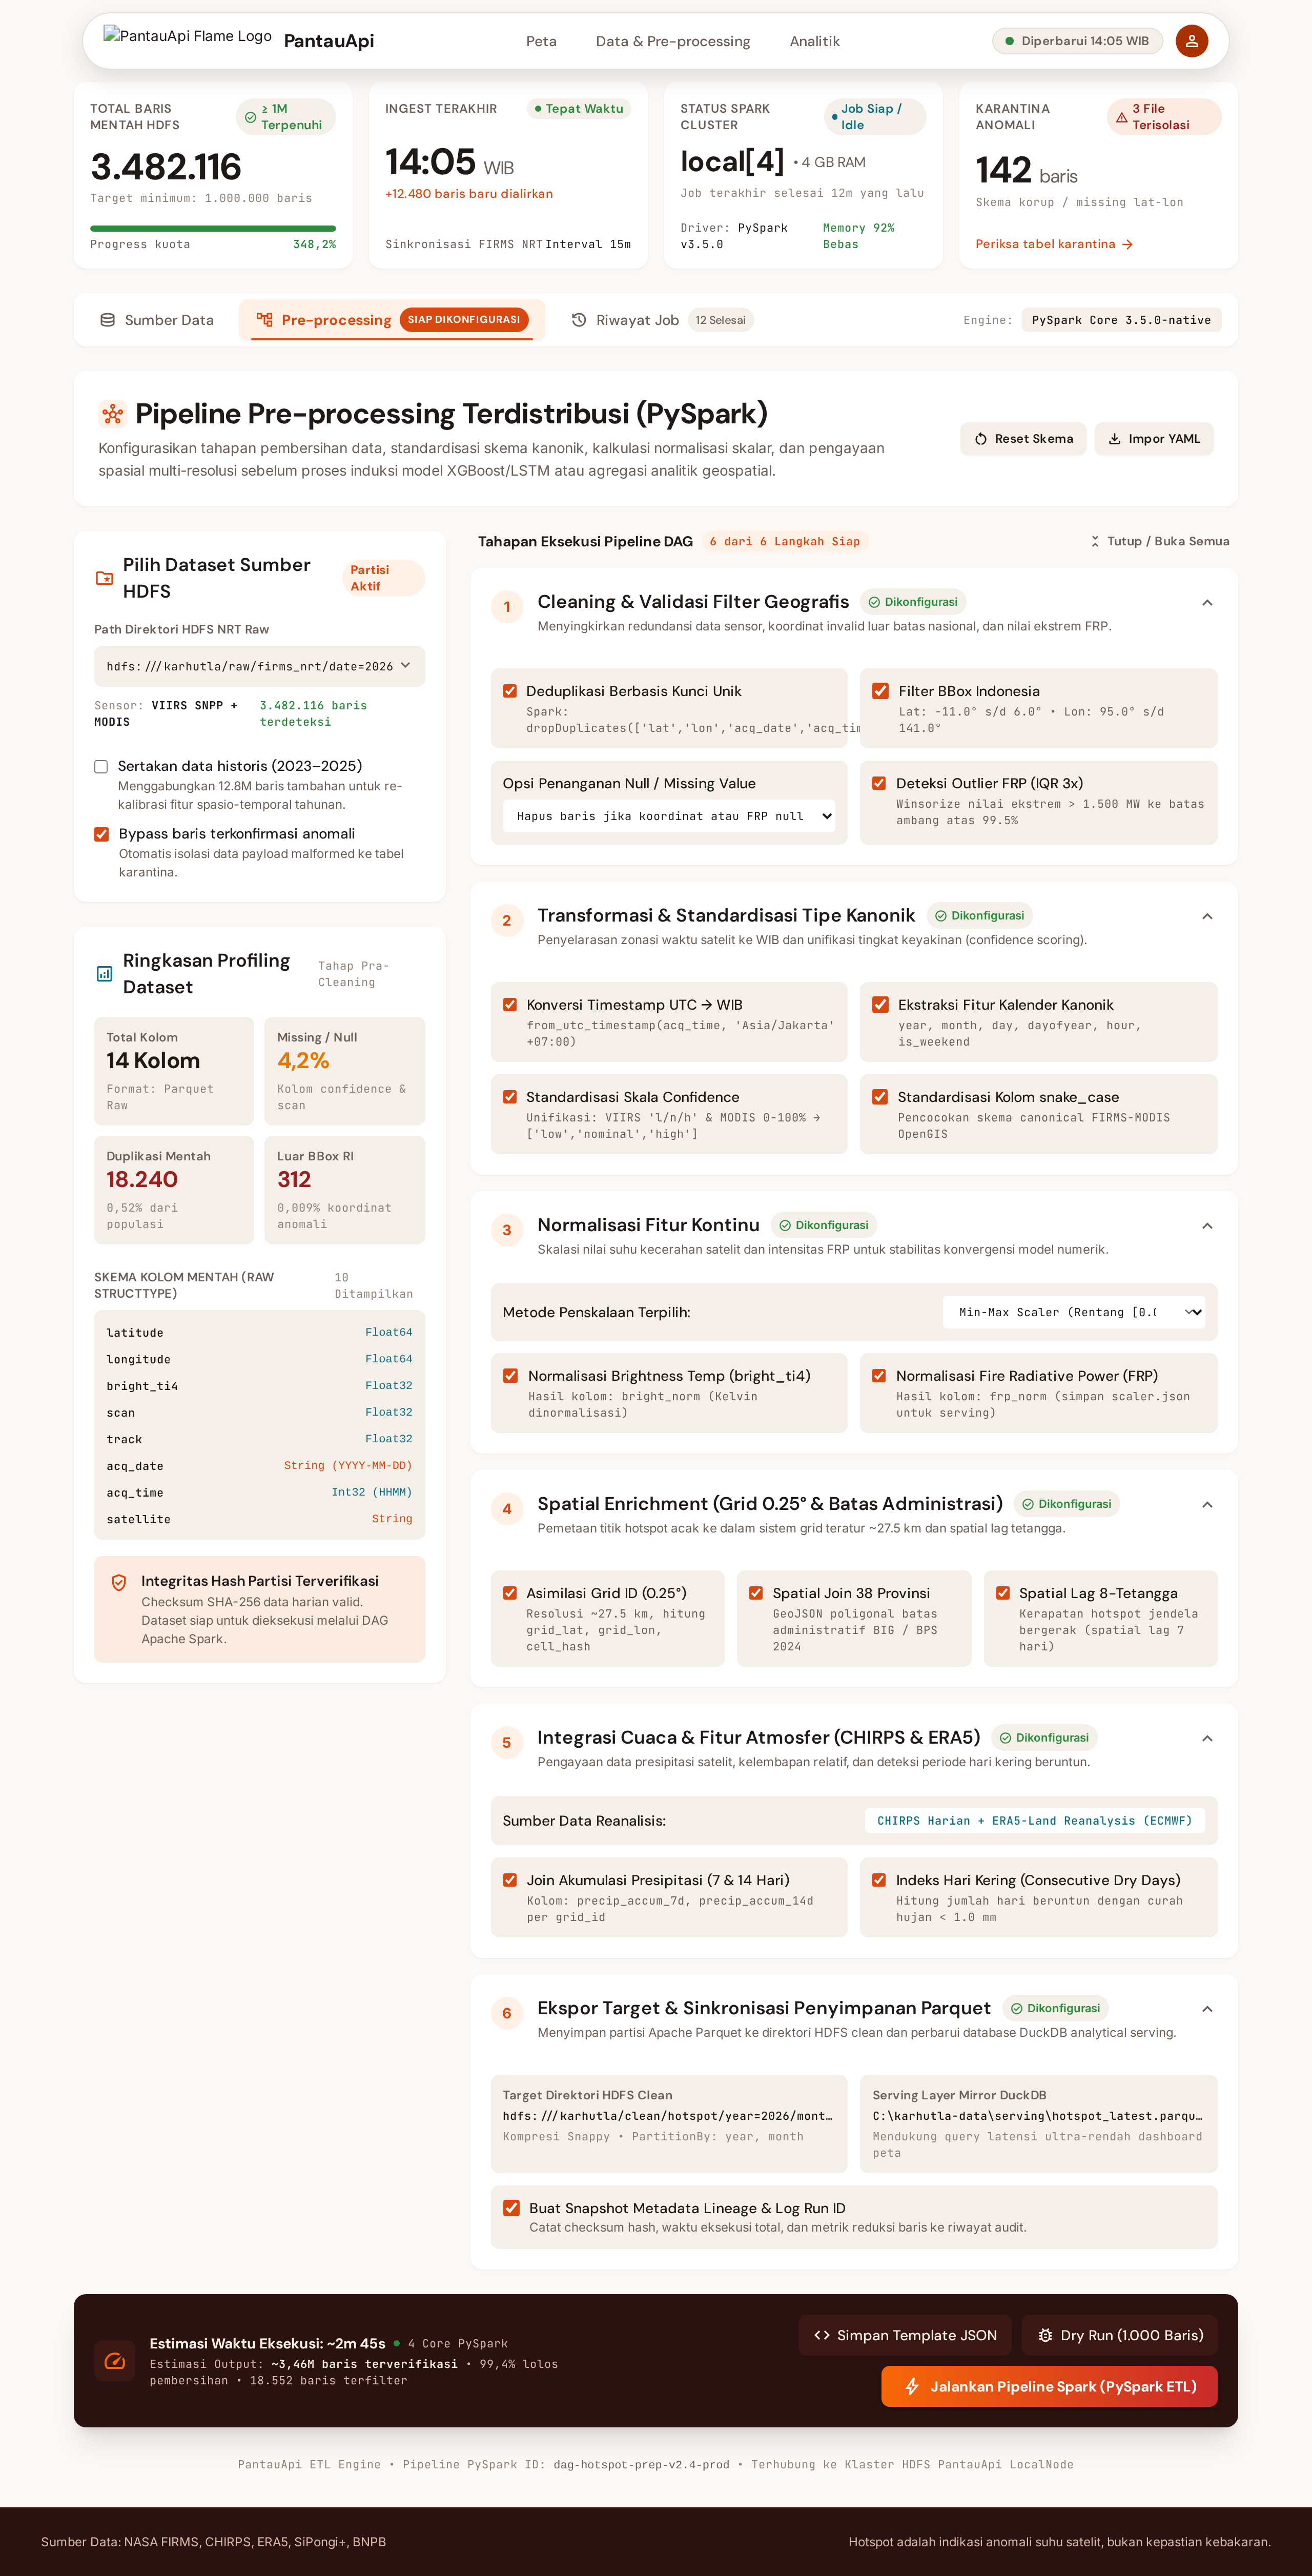 PantauApi Flame Logo
PantauApi
Peta
Data & Pre-processing
Analitik
Diperbarui 14:05 WIB
TOTAL BARIS
MENTAH HDFS
≥ 1M
Terpenuhi
3.482.116
Target minimum: 1.000.000 baris
Progress kuota
348,2%
INGEST TERAKHIR
Tepat Waktu
14:05 WIB
+12.480 baris baru dialirkan
Sinkronisasi FIRMS NRT
Interval 15m
STATUS SPARK
CLUSTER
Job Siap /
Idle
local[4] • 4 GB RAM
Job terakhir selesai 12m yang lalu
Driver: PySpark
v3.5.0
Memory 92%
Bebas
KARANTINA
ANOMALI
3 File
Terisolasi
142 baris
Skema korup / missing lat-lon
Periksa tabel karantina →
Sumber Data
Pre-processing
SIAP DIKONFIGURASI
Riwayat Job
12 Selesai
Engine:
PySpark Core 3.5.0-native
Pipeline Pre-processing Terdistribusi (PySpark)
Konfigurasikan tahapan pembersihan data, standardisasi skema kanonik, kalkulasi normalisasi skalar, dan pengayaan
spasial multi-resolusi sebelum proses induksi model XGBoost/LSTM atau agregasi analitik geospatial.
Reset Skema
Impor YAML
Pilih Dataset Sumber
HDFS
Partisi
Aktif
Path Direktori HDFS NRT Raw
hdfs:///karhutla/raw/firms_nrt/date=2026
Sensor: VIIRS SNPP +
MODIS
3.482.116 baris
terdeteksi
Sertakan data historis (2023–2025)
Menggabungkan 12.8M baris tambahan untuk re-
kalibrasi fitur spasio-temporal tahunan.
Bypass baris terkonfirmasi anomali
Otomatis isolasi data payload malformed ke tabel
karantina.
Ringkasan Profiling
Dataset
Tahap Pra-
Cleaning
Total Kolom
14 Kolom
Format: Parquet
Raw
Missing / Null
4,2%
Kolom confidence &
scan
Duplikasi Mentah
18.240
0,52% dari
populasi
Luar BBox RI
312
0,009% koordinat
anomali
SKEMA KOLOM MENTAH (RAW
STRUCTTYPE)
10
Ditampilkan
latitude Float64
longitude Float64
bright_ti4 Float32
scan Float32
track Float32
acq_date String (YYYY-MM-DD)
acq_time Int32 (HHMM)
satellite String
Integritas Hash Partisi Terverifikasi
Checksum SHA-256 data harian valid.
Dataset siap untuk dieksekusi melalui DAG
Apache Spark.
Tahapan Eksekusi Pipeline DAG
6 dari 6 Langkah Siap
Tutup / Buka Semua
1
Cleaning & Validasi Filter Geografis
Dikonfigurasi
Menyingkirkan redundansi data sensor, koordinat invalid luar batas nasional, dan nilai ekstrem FRP.
Deduplikasi Berbasis Kunci Unik
Spark:
dropDuplicates(['lat','lon','acq_date','acq_tim
Filter BBox Indonesia
Lat: -11.0° s/d 6.0° • Lon: 95.0° s/d
141.0°
Opsi Penanganan Null / Missing Value
Hapus baris jika koordinat atau FRP null
Deteksi Outlier FRP (IQR 3x)
Winsorize nilai ekstrem > 1.500 MW ke batas
ambang atas 99.5%
2
Transformasi & Standardisasi Tipe Kanonik
Dikonfigurasi
Penyelarasan zonasi waktu satelit ke WIB dan unifikasi tingkat keyakinan (confidence scoring).
Konversi Timestamp UTC → WIB
from_utc_timestamp(acq_time, 'Asia/Jakarta'
+07:00)
Ekstraksi Fitur Kalender Kanonik
year, month, day, dayofyear, hour,
is_weekend
Standardisasi Skala Confidence
Unifikasi: VIIRS 'l/n/h' & MODIS 0-100% →
['low','nominal','high']
Standardisasi Kolom snake_case
Pencocokan skema canonical FIRMS-MODIS
OpenGIS
3
Normalisasi Fitur Kontinu
Dikonfigurasi
Skalasi nilai suhu kecerahan satelit dan intensitas FRP untuk stabilitas konvergensi model numerik.
Metode Penskalaan Terpilih:
Min-Max Scaler (Rentang [0.0
Normalisasi Brightness Temp (bright_ti4)
Hasil kolom: bright_norm (Kelvin
dinormalisasi)
Normalisasi Fire Radiative Power (FRP)
Hasil kolom: frp_norm (simpan scaler.json
untuk serving)
4
Spatial Enrichment (Grid 0.25° & Batas Administrasi)
Dikonfigurasi
Pemetaan titik hotspot acak ke dalam sistem grid teratur ~27.5 km dan spatial lag tetangga.
Asimilasi Grid ID (0.25°)
Resolusi ~27.5 km, hitung
grid_lat, grid_lon,
cell_hash
Spatial Join 38 Provinsi
GeoJSON poligonal batas
administratif BIG / BPS
2024
Spatial Lag 8-Tetangga
Kerapatan hotspot jendela
bergerak (spatial lag 7
hari)
5
Integrasi Cuaca & Fitur Atmosfer (CHIRPS & ERA5)
Dikonfigurasi
Pengayaan data presipitasi satelit, kelembapan relatif, dan deteksi periode hari kering beruntun.
Sumber Data Reanalisis:
CHIRPS Harian + ERA5-Land Reanalysis (ECMWF)
Join Akumulasi Presipitasi (7 & 14 Hari)
Kolom: precip_accum_7d, precip_accum_14d
per grid_id
Indeks Hari Kering (Consecutive Dry Days)
Hitung jumlah hari beruntun dengan curah
hujan < 1.0 mm
6
Ekspor Target & Sinkronisasi Penyimpanan Parquet
Dikonfigurasi
Menyimpan partisi Apache Parquet ke direktori HDFS clean dan perbarui database DuckDB analytical serving.
Target Direktori HDFS Clean
hdfs:///karhutla/clean/hotspot/year=2026/mont…
Kompresi Snappy • PartitionBy: year, month
Serving Layer Mirror DuckDB
C:\karhutla-data\serving\hotspot_latest.parqu…
Mendukung query latensi ultra-rendah dashboard
peta
Buat Snapshot Metadata Lineage & Log Run ID
Catat checksum hash, waktu eksekusi total, dan metrik reduksi baris ke riwayat audit.
Estimasi Waktu Eksekusi: ~2m 45s
4 Core PySpark
Estimasi Output: ~3,46M baris terverifikasi • 99,4% lolos
pembersihan • 18.552 baris terfilter
Simpan Template JSON
Dry Run (1.000 Baris)
Jalankan Pipeline Spark (PySpark ETL)
PantauApi ETL Engine • Pipeline PySpark ID: dag-hotspot-prep-v2.4-prod • Terhubung ke Klaster HDFS PantauApi LocalNode
Sumber Data: NASA FIRMS, CHIRPS, ERA5, SiPongi+, BNPB
Hotspot adalah indikasi anomali suhu satelit, bukan kepastian kebakaran.